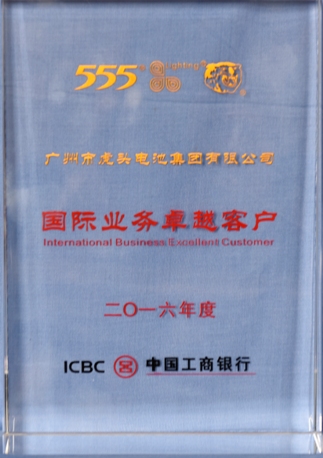 555® Lighting®
广州市虎头电池集团有限公司
国际业务卓越客户
International Business Excellent Customer
二〇一六年度
ICBC 中国工商银行